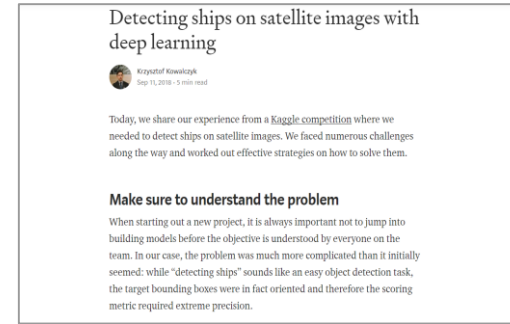 Detecting ships on satellite images with
deep learning
Krzysztof Kowalczyk
Sep 11, 2018 · 5 min read
Today, we share our experience from a Kaggle competition where we
needed to detect ships on satellite images. We faced numerous challenges
along the way and worked out effective strategies on how to solve them.
Make sure to understand the problem
When starting out a new project, it is always important not to jump into
building models before the objective is understood by everyone on the
team. In our case, the problem was much more complicated than it initially
seemed: while “detecting ships” sounds like an easy object detection task,
the target bounding boxes were in fact oriented and therefore the scoring
metric required extreme precision.